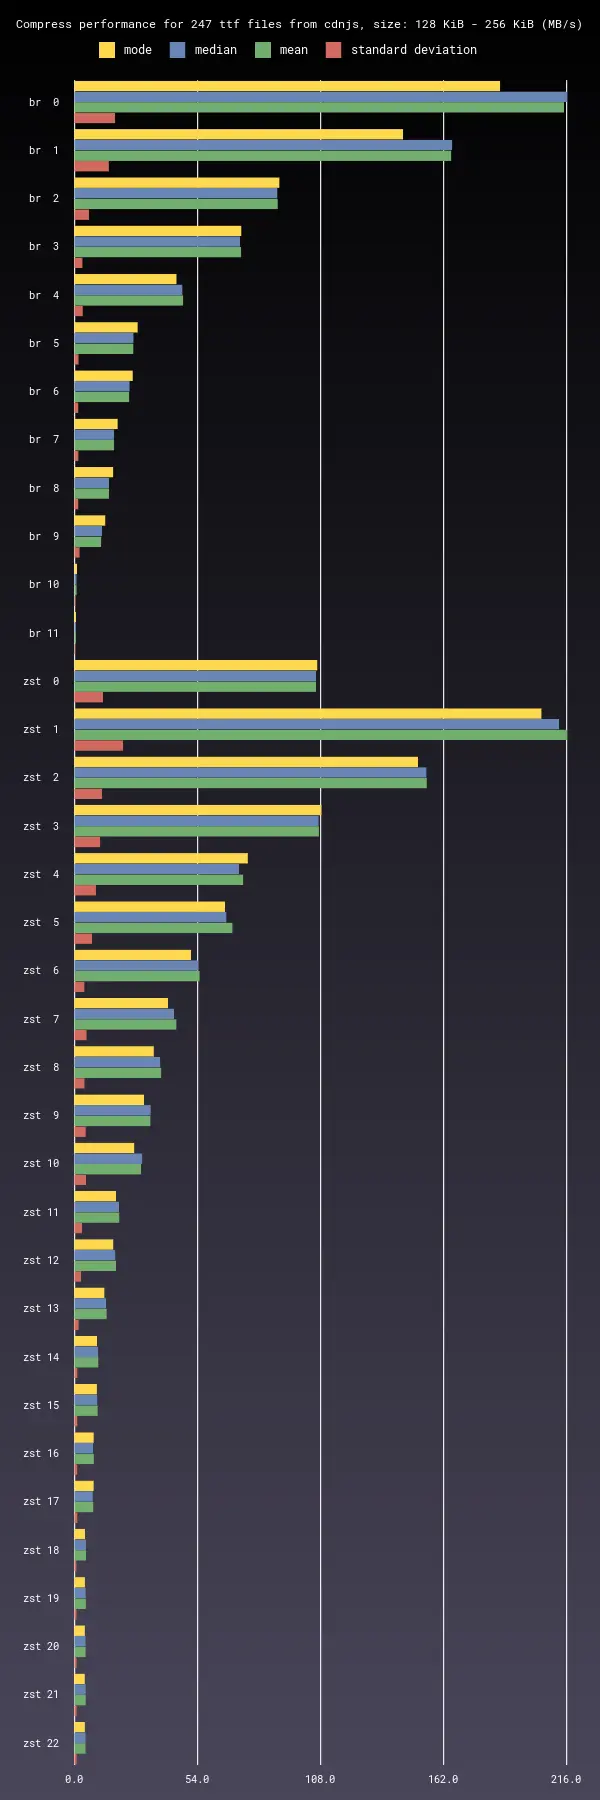 Compress performance for 247 ttf files from cdnjs, size: 128 KiB - 256 KiB (MB/s)
mode median mean standard deviation
br 0
br 1
br 2
br 3
br 4
br 5
br 6
br 7
br 8
br 9
br 10
br 11
zst 0
zst 1
zst 2
zst 3
zst 4
zst 5
zst 6
zst 7
zst 8
zst 9
zst 10
zst 11
zst 12
zst 13
zst 14
zst 15
zst 16
zst 17
zst 18
zst 19
zst 20
zst 21
zst 22
0.0 54.0 108.0 162.0 216.0